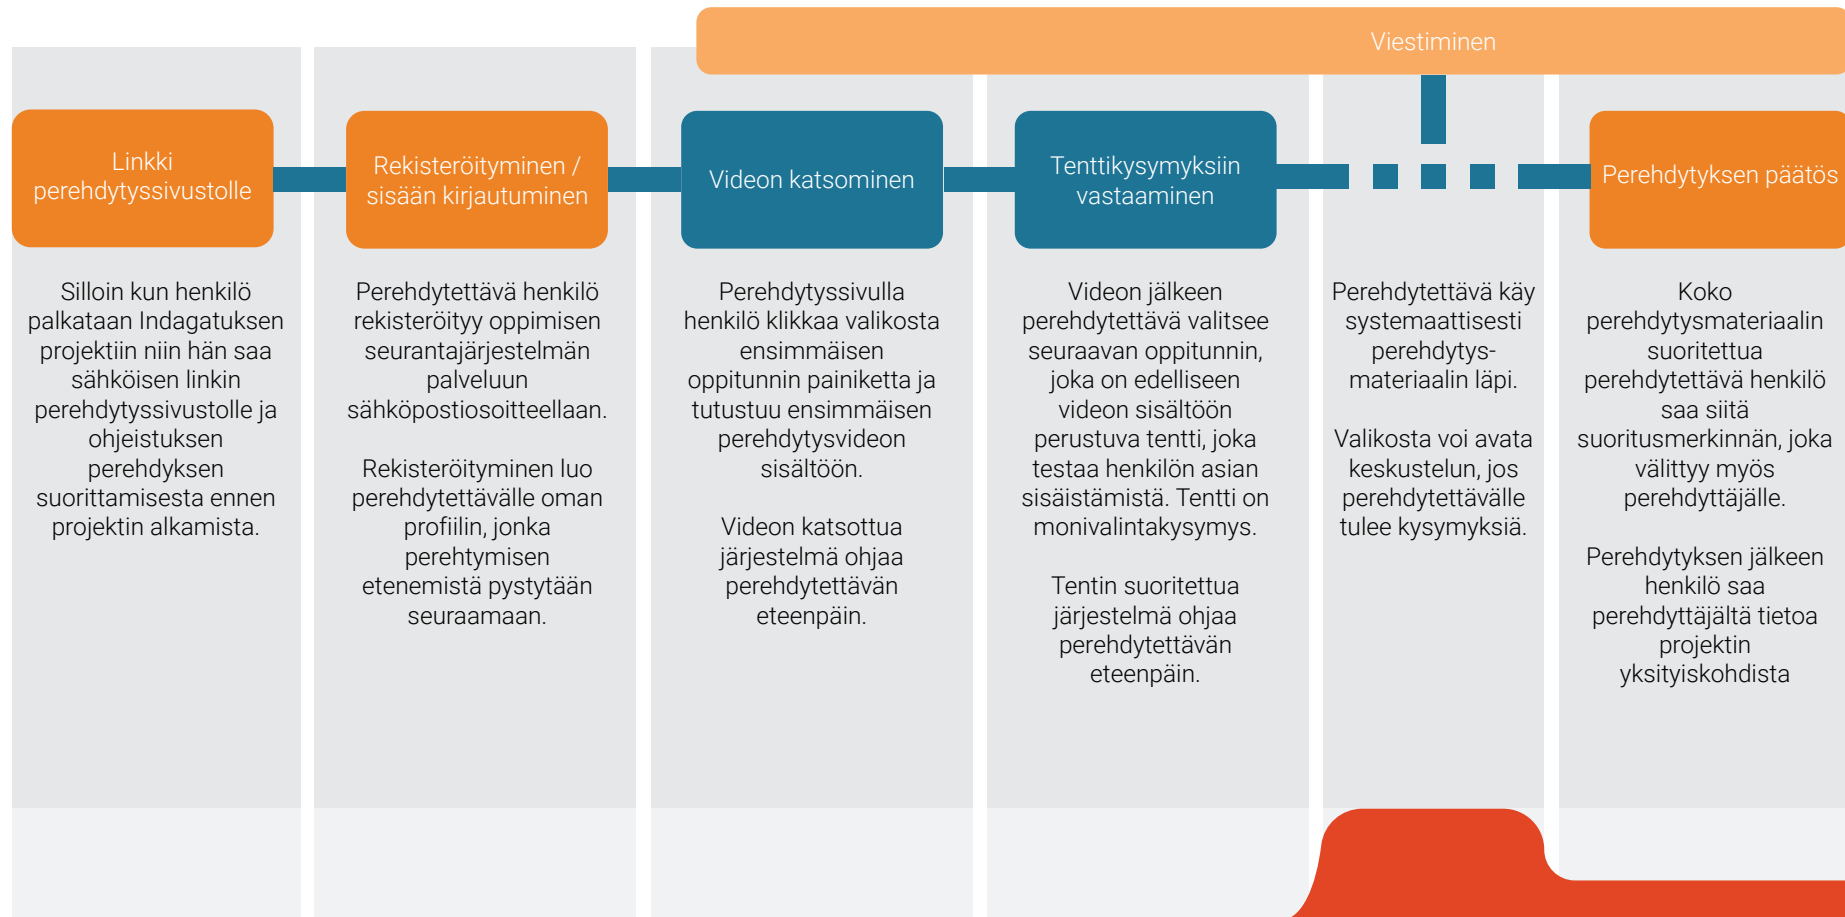 Viestiminen
Linkki
perehdytyssivustolle
Rekisteröityminen /
sisään kirjautuminen
Videon katsominen
Tenttikysymyksiin
vastaaminen
Perehdytyksen päätös
Silloin kun henkilö
palkataan Indagatuksen
projektiin niin hän saa
sähköisen linkin
perehdytyssivustolle ja
ohjeistuksen
perehdyksen
suorittamisesta ennen
projektin alkamista.
Perehdytettävä henkilö
rekisteröityy oppimisen
seurantajärjestelmän
palveluun
sähköpostiosoitteellaan.
Rekisteröityminen luo
perehdytettävälle oman
profiilin, jonka
perehtymisen
etenemistä pystytään
seuraamaan.
Perehdytyssivulla
henkilö klikkaa valikosta
ensimmäisen
oppitunnin painiketta ja
tutustuu ensimmäisen
perehdytysvideon
sisältöön.
Videon katsottua
järjestelmä ohjaa
perehdytettävän
eteenpäin.
Videon jälkeen
perehdytettävä valitsee
seuraavan oppitunnin,
joka on edelliseen
videon sisältöön
perustuva tentti, joka
testaa henkilön asian
sisäistämistä. Tentti on
monivalintakysymys.
Tentin suoritettua
järjestelmä ohjaa
perehdytettävän
eteenpäin.
Perehdytettävä käy
systemaattisesti
perehdytys-
materiaalin läpi.
Valikosta voi avata
keskustelun, jos
perehdytettävälle
tulee kysymyksiä.
Koko
perehdytysmateriaalin
suoritettua
perehdytettävä henkilö
saa siitä
suoritusmerkinnän, joka
välittyy myös
perehdyttäjälle.
Perehdytyksen jälkeen
henkilö saa
perehdyttäjältä tietoa
projektin
yksityiskohdista